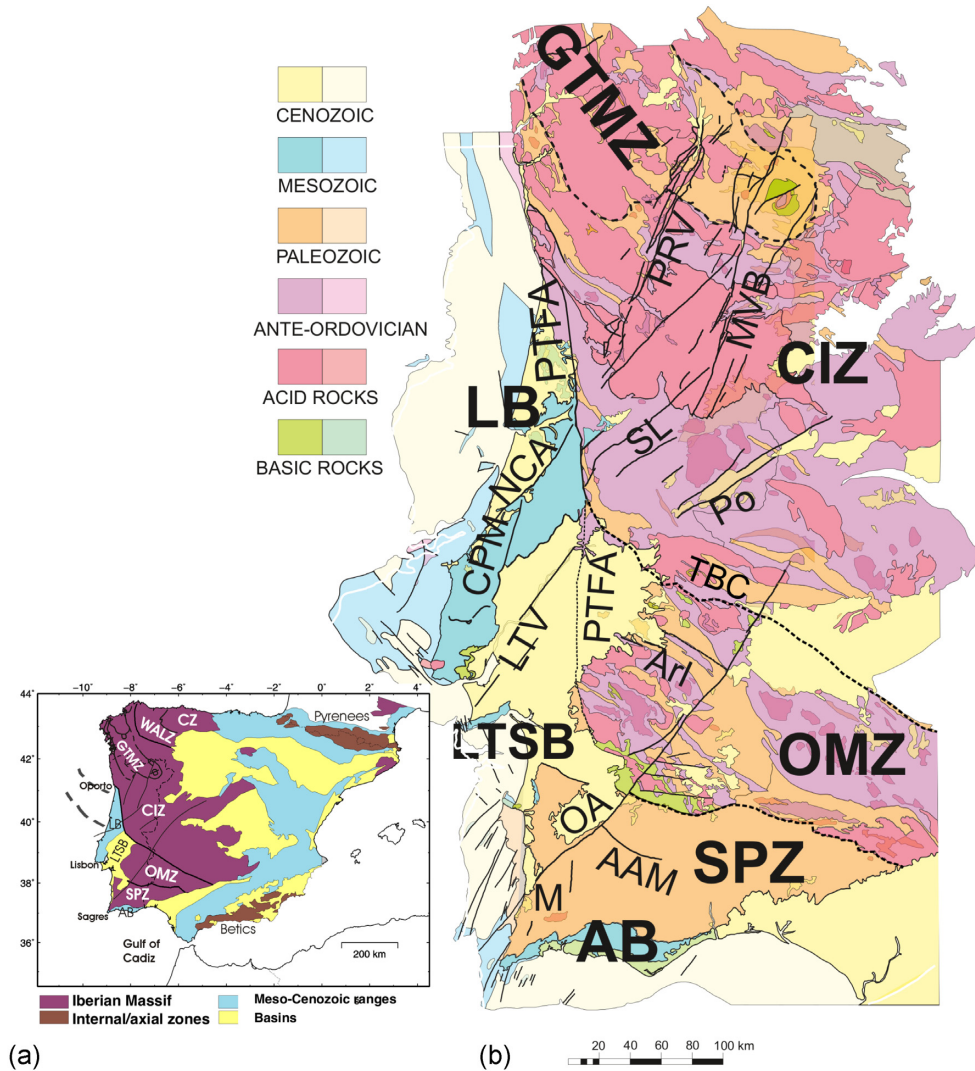 CENOZOIC
MESOZOIC
PALEOZOIC
ANTE-ORDOVICIAN
ACID ROCKS
BASIC ROCKS
GTMZ
PRV
MVB
CIZ
PTFA
LB
SL
NCA
Po
CPM
TBC
LTV
PTFA
Arl
LTSB
OMZ
OA
SPZ
AAM
M
AB
-10° -8° -6° -4° -2° 0° 2° 4°
44°
43°
42°
41°
40°
39°
38°
37°
36°
CZ
WALZ
Pyrenees
GTMZ
Oporto
CIZ
LB
LTSB
Lisbon
OMZ
SPZ
Sagres
AB
Betics
Gulf of
Cadiz
200 km
Iberian Massif
Meso-Cenozoic ranges
Internal/axial zones
Basins
(a)
(b)
20 40 60 80 100 km